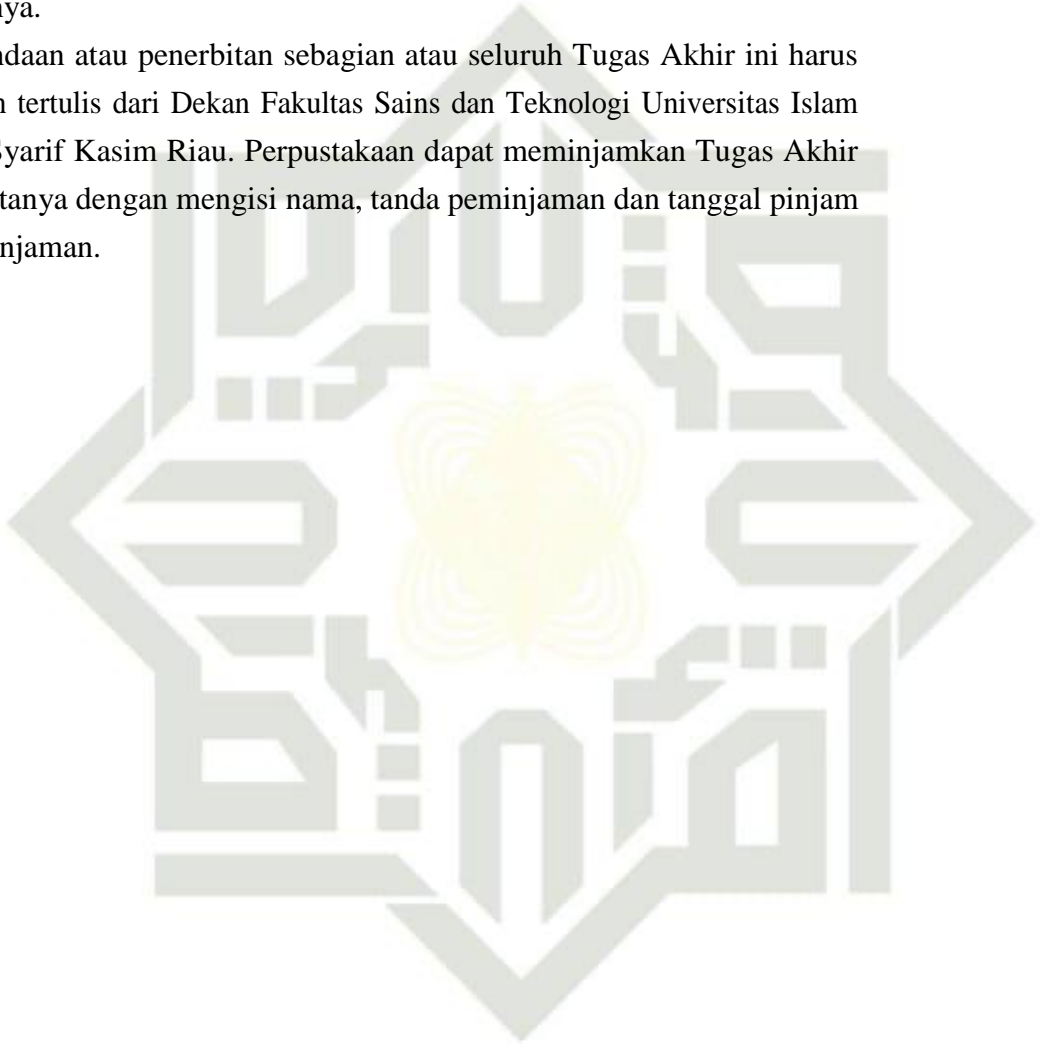 nya.
ndaan atau penerbitan sebagian atau seluruh Tugas Akhir ini harus
n tertulis dari Dekan Fakultas Sains dan Teknologi Universitas Islam
Syarif Kasim Riau. Perpustakaan dapat meminjamkan Tugas Akhir
tanya dengan mengisi nama, tanda peminjaman dan tanggal pinjam
njaman.